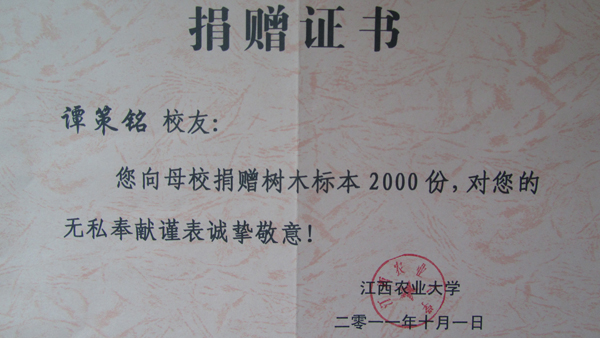 捐赠证书
谭策铭 校友：
您向母校捐赠树木标本2000份，对您的
无私奉献谨表诚挚敬意！
江西农业大学
二零一一年十月一日